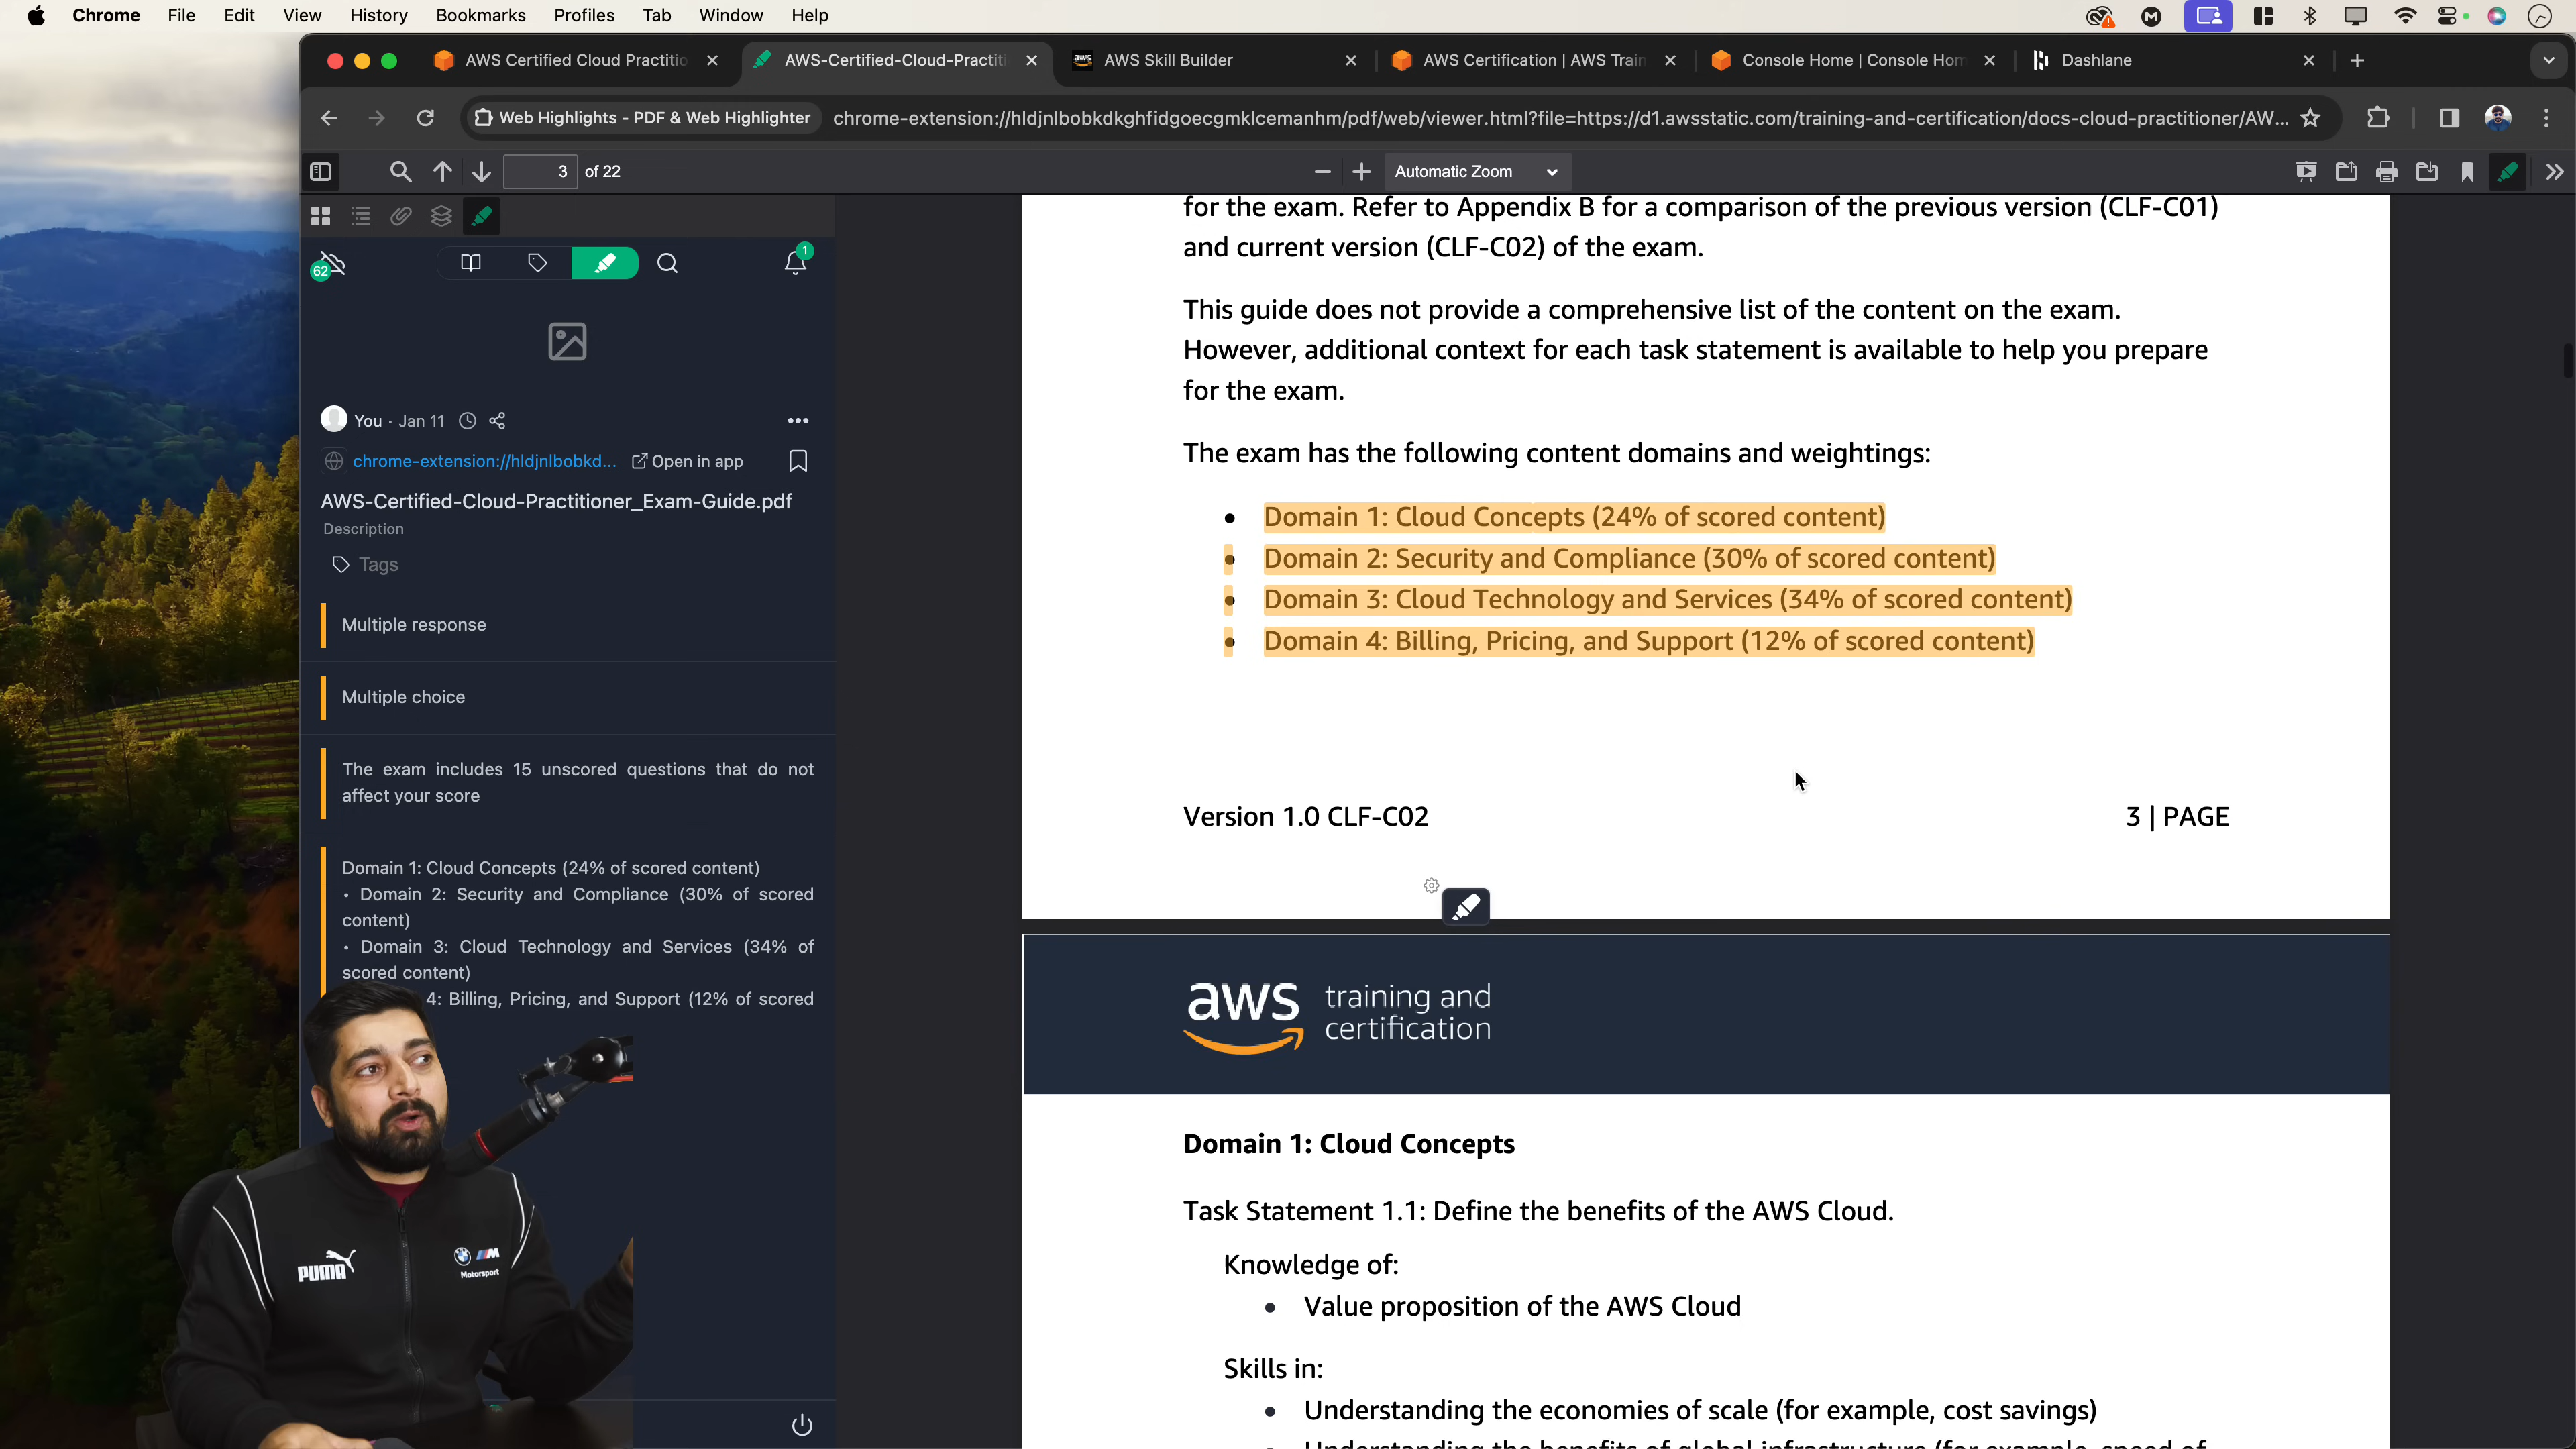 Chrome File Edit View History Bookmarks Profiles Tab Window Help
AWS Certified Cloud Practitio
AWS-Certified-Cloud-Practiti
aws AWS Skill Builder
AWS Certification | AWS Train
Console Home | Console Hom
Dashlane
Web Highlights - PDF & Web Highlighter
chrome-extension://hldjnlbobkdkghfidgoecgmklcemanhm/pdf/web/viewer.html?file=https://d1.awsstatic.com/training-and-certification/docs-cloud-practitioner/AW...
3 of 22
Automatic Zoom
62
1
You · Jan 11
chrome-extension://hldjnlbobkd... Open in app
AWS-Certified-Cloud-Practitioner_Exam-Guide.pdf
Description
Tags
Multiple response
Multiple choice
The exam includes 15 unscored questions that do not
affect your score
Domain 1: Cloud Concepts (24% of scored content)
• Domain 2: Security and Compliance (30% of scored
content)
• Domain 3: Cloud Technology and Services (34% of
scored content)
4: Billing, Pricing, and Support (12% of scored
for the exam. Refer to Appendix B for a comparison of the previous version (CLF-C01)
and current version (CLF-C02) of the exam.
This guide does not provide a comprehensive list of the content on the exam.
However, additional context for each task statement is available to help you prepare
for the exam.
The exam has the following content domains and weightings:
• Domain 1: Cloud Concepts (24% of scored content)
• Domain 2: Security and Compliance (30% of scored content)
• Domain 3: Cloud Technology and Services (34% of scored content)
• Domain 4: Billing, Pricing, and Support (12% of scored content)
Version 1.0 CLF-C02 3 | PAGE
aws training and
certification
Domain 1: Cloud Concepts
Task Statement 1.1: Define the benefits of the AWS Cloud.
Knowledge of:
• Value proposition of the AWS Cloud
Skills in:
• Understanding the economies of scale (for example, cost savings)
Understanding the benefits of global infrastructure (for example, speed of
PUMA
M
Motorsport